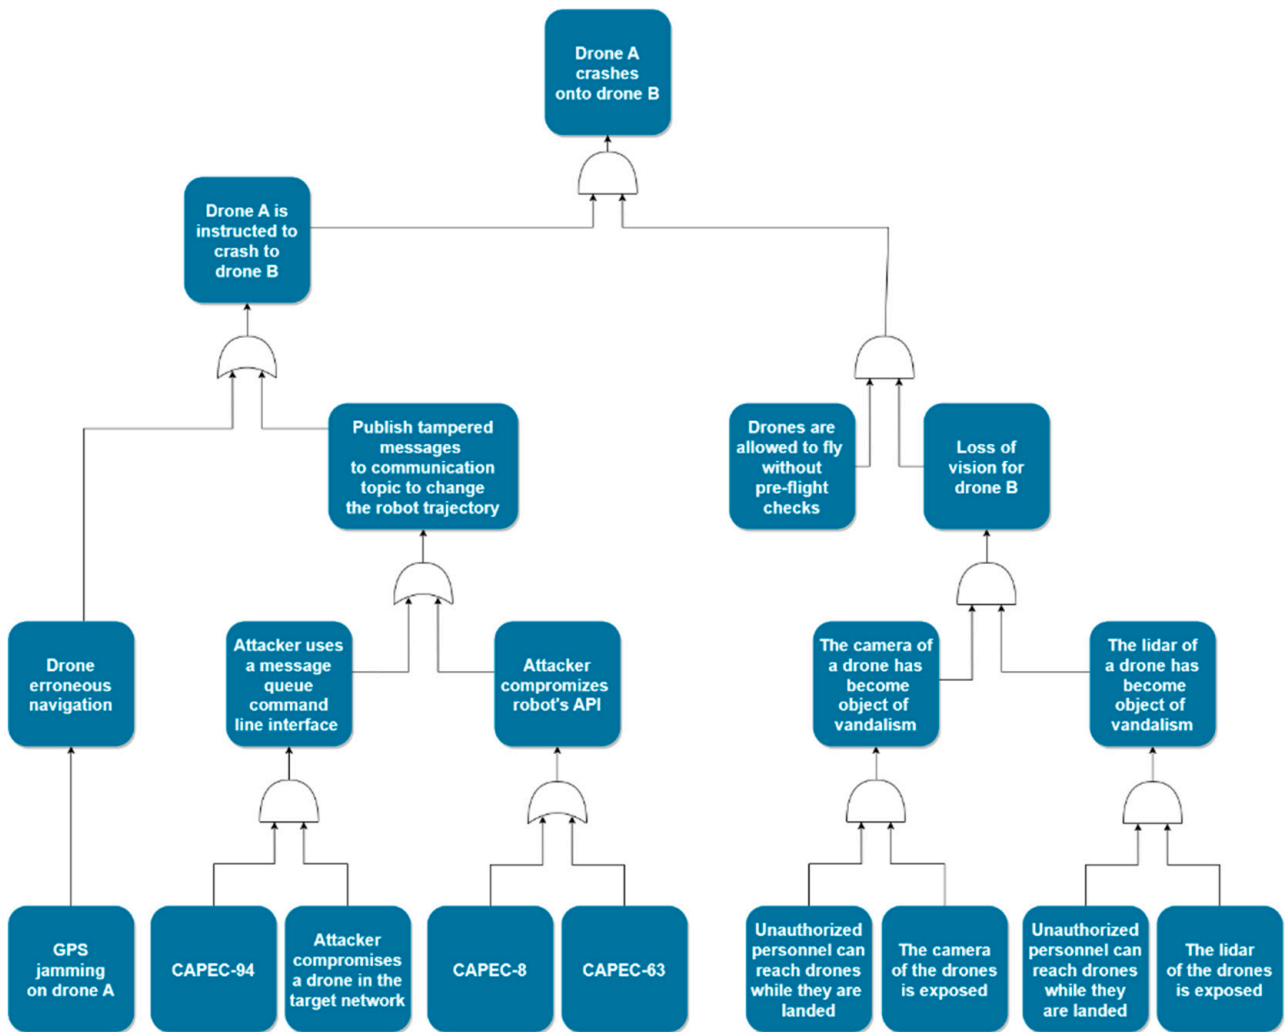 Drone A
crashes
onto drone B
Drone A is
instructed to
crash to
drone B
Publish tampered
messages
to communication
topic to change
the robot trajectory
Drones are
allowed to fly
without
pre-flight
checks
Loss of
vision for
drone B
Drone
erroneous
navigation
Attacker uses
a message
queue
command
line interface
Attacker
compromizes
robot's API
The camera of
a drone has
become
object of
vandalism
The lidar of
a drone has
become
object of
vandalism
GPS
jamming
on drone A
CAPEC-94
Attacker
compromises
a drone in the
target network
CAPEC-8
CAPEC-63
Unauthorized
personnel can
reach drones
while they are
landed
The camera
of the drones
is exposed
Unauthorized
personnel can
reach drones
while they
are landed
The lidar
of the drones
is exposed